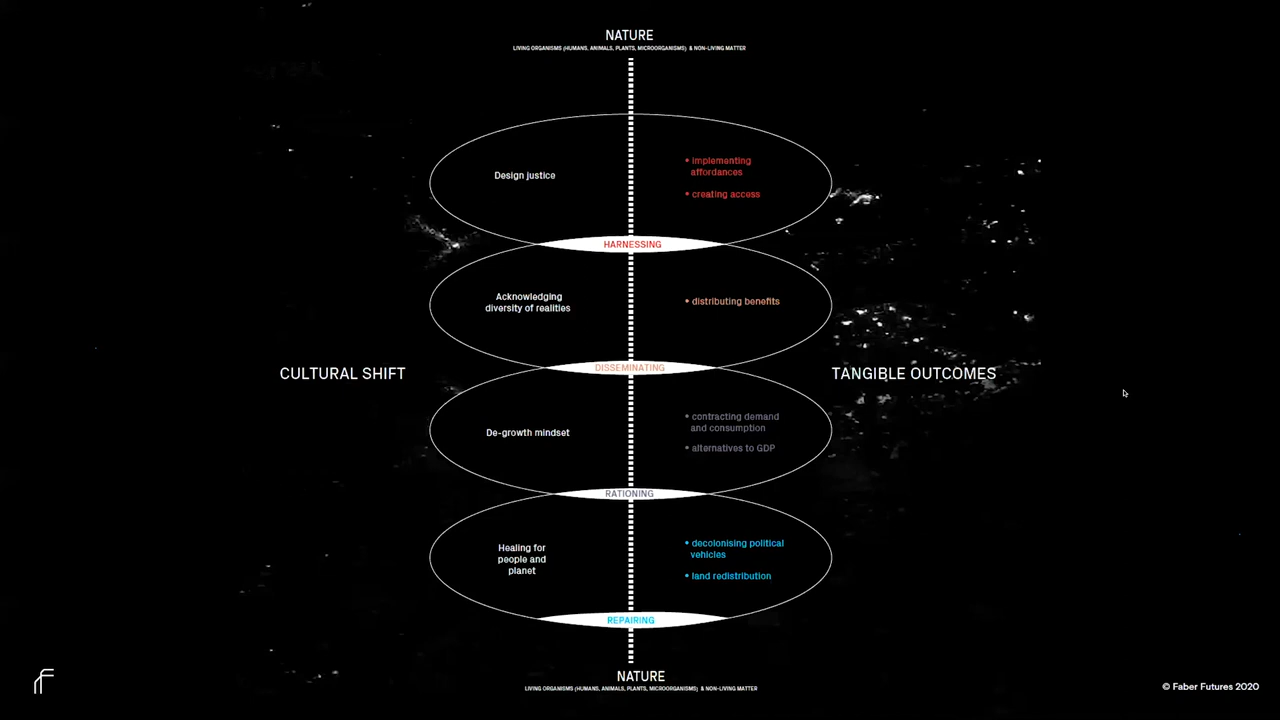 NATURE
LIVING ORGANISMS (HUMANS, ANIMALS, PLANTS, MICROORGANISMS) & NON-LIVING MATTER
Design justice
• implementing
affordances
• creating access
HARNESSING
Acknowledging
diversity of realities
• distributing benefits
DISSEMINATING
CULTURAL SHIFT
TANGIBLE OUTCOMES
De-growth mindset
• contracting demand
and consumption
• alternatives to GDP
RATIONING
Healing for
people and
planet
• decolonising political
vehicles
• land redistribution
REPAIRING
NATURE
LIVING ORGANISMS (HUMANS, ANIMALS, PLANTS, MICROORGANISMS) & NON-LIVING MATTER
© Faber Futures 2020